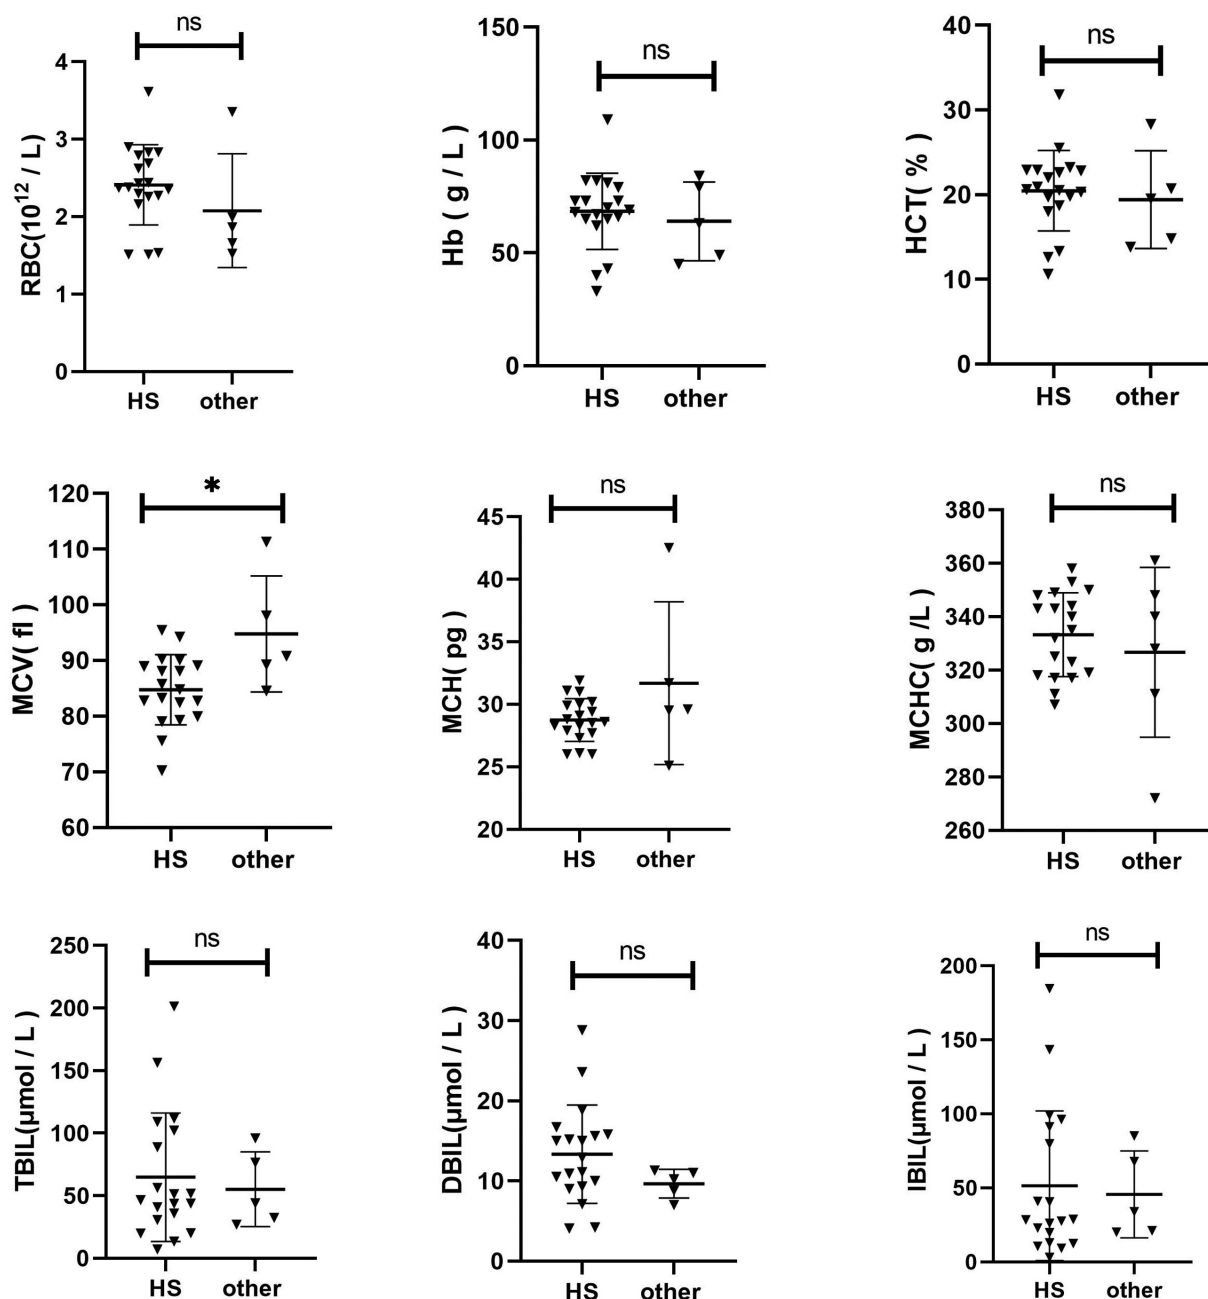 ns
RBC(10¹² / L)
4
3
2
1
0
HS other
ns
Hb ( g / L )
150
100
50
0
HS other
ns
HCT( % )
40
30
20
10
0
HS other
*
MCV( fl )
120
110
100
90
80
70
60
HS other
ns
MCH( pg )
45
40
35
30
25
20
HS other
ns
MCHC( g /L )
380
360
340
320
300
280
260
HS other
ns
TBIL(μmol / L )
250
200
150
100
50
0
HS other
ns
DBIL(μmol / L )
40
30
20
10
0
HS other
ns
IBIL(μmol / L )
200
150
100
50
0
HS other